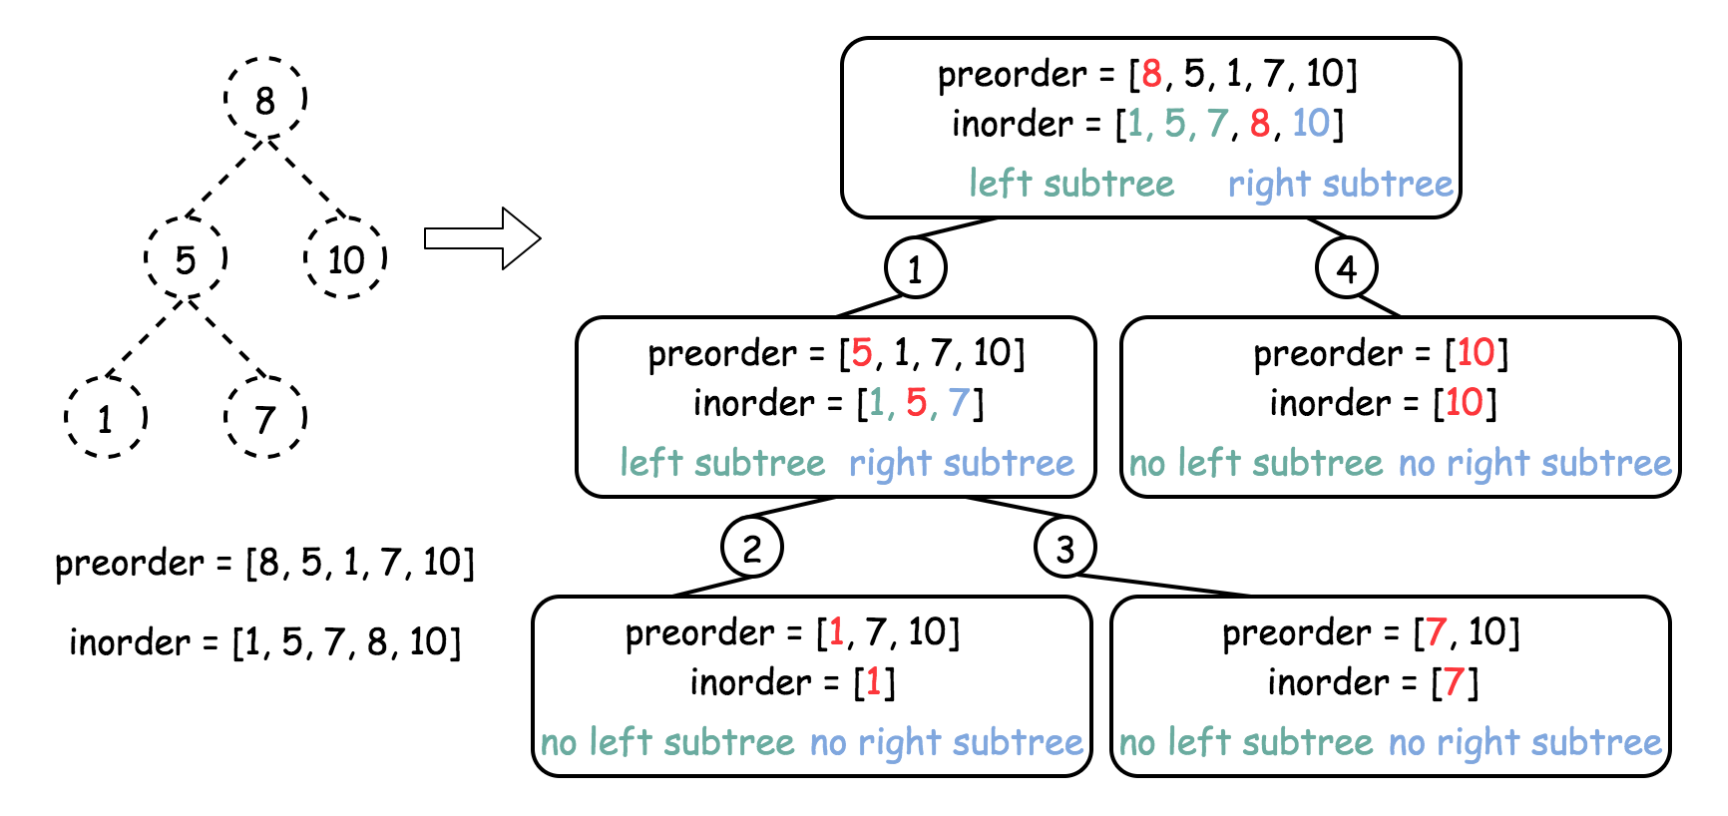 8
5
10
1
7
preorder = [8, 5, 1, 7, 10]
inorder = [1, 5, 7, 8, 10]
preorder = [8, 5, 1, 7, 10]
inorder = [1, 5, 7, 8, 10]
left subtree right subtree
1
4
preorder = [5, 1, 7, 10]
inorder = [1, 5, 7]
left subtree right subtree
preorder = [10]
inorder = [10]
no left subtree no right subtree
2
3
preorder = [1, 7, 10]
inorder = [1]
no left subtree no right subtree
preorder = [7, 10]
inorder = [7]
no left subtree no right subtree